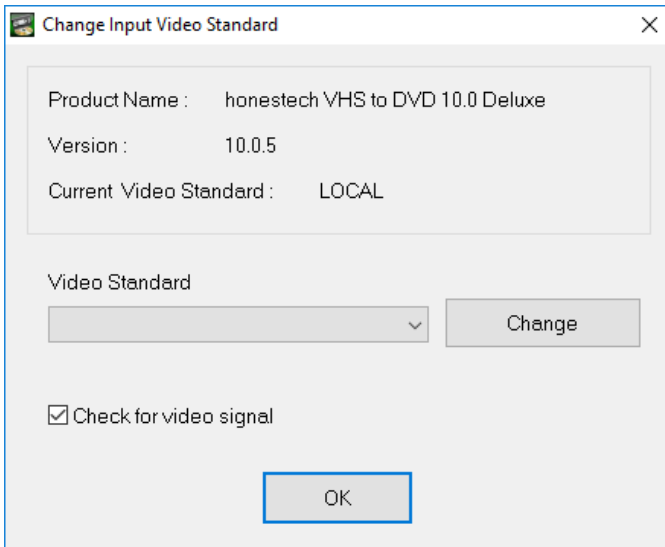 Change Input Video Standard
Product Name : honestech VHS to DVD 10.0 Deluxe
Version : 10.0.5
Current Video Standard : LOCAL
Video Standard
Change
Check for video signal
OK